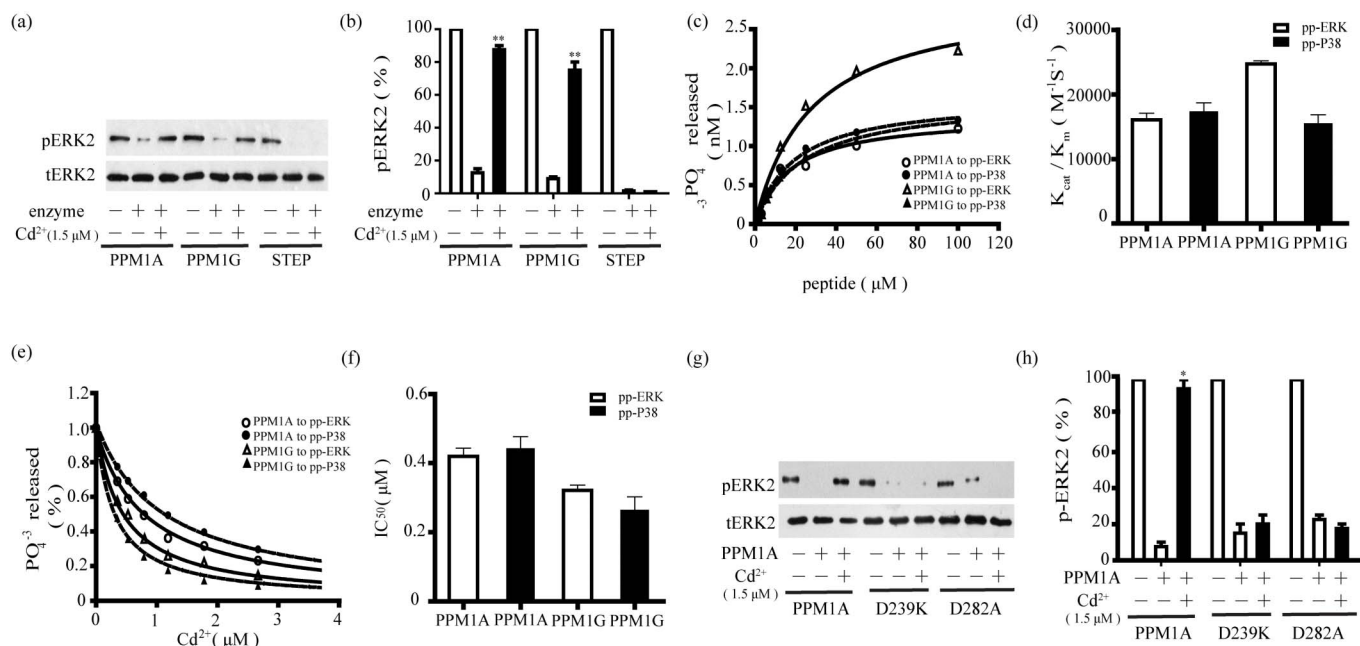 (a)
pERK2
tERK2
enzyme − + + − + + − + +
Cd²⁺(1.5 μM) − − + − − + − − +
PPM1A PPM1G STEP
(b)
pERK2 ( % )
100
80
60
40
20
0
** **
enzyme − + + − + + − + +
Cd²⁺(1.5 μM) − − + − − + − − +
PPM1A PPM1G STEP
(c)
-3 PO4 released ( nM )
2.5
2.0
1.5
1.0
0.5
0
0 20 40 60 80 100 120
peptide ( μM )
PPM1A to pp-ERK
PPM1A to pp-P38
PPM1G to pp-ERK
PPM1G to pp-P38
(d)
Kcat / Km ( M⁻¹S⁻¹ )
30000
20000
10000
0
pp-ERK
pp-P38
PPM1A PPM1A PPM1G PPM1G
(e)
PO4⁻³ released ( % )
1.2
1.0
0.8
0.6
0.4
0.2
0
0 1 2 3 4
Cd²⁺( μM )
PPM1A to pp-ERK
PPM1A to pp-P38
PPM1G to pp-ERK
PPM1G to pp-P38
(f)
IC⁵⁰( μM )
0.6
0.4
0.2
0
pp-ERK
pp-P38
PPM1A PPM1A PPM1G PPM1G
(g)
pERK2
tERK2
PPM1A − + + − + + − + +
Cd²⁺ − − + − − + − − +
( 1.5 μM )
PPM1A D239K D282A
(h)
p-ERK2 ( % )
100
80
60
40
20
0
*
PPM1A − + + − + + − + +
Cd²⁺ − − + − − + − − +
( 1.5 μM )
PPM1A D239K D282A